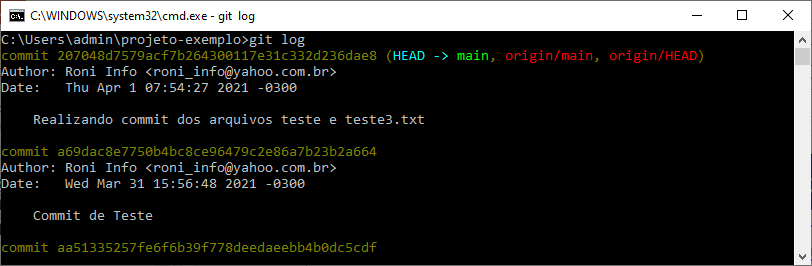 C:\WINDOWS\system32\cmd.exe - git log
C:\Users\admin\projeto-exemplo>git log
commit 207048d7579acf7b264300117e31c332d236dae8 (HEAD -> main, origin/main, origin/HEAD)
Author: Roni Info <roni_info@yahoo.com.br>
Date:   Thu Apr 1 07:54:27 2021 -0300
    Realizando commit dos arquivos teste e teste3.txt
commit a69dac8e7750b4bc8ce96479c2e86a7b23b2a664
Author: Roni Info <roni_info@yahoo.com.br>
Date:   Wed Mar 31 15:56:48 2021 -0300
    Commit de Teste
commit aa51335257fe6f6b39f778deedaeebb4b0dc5cdf